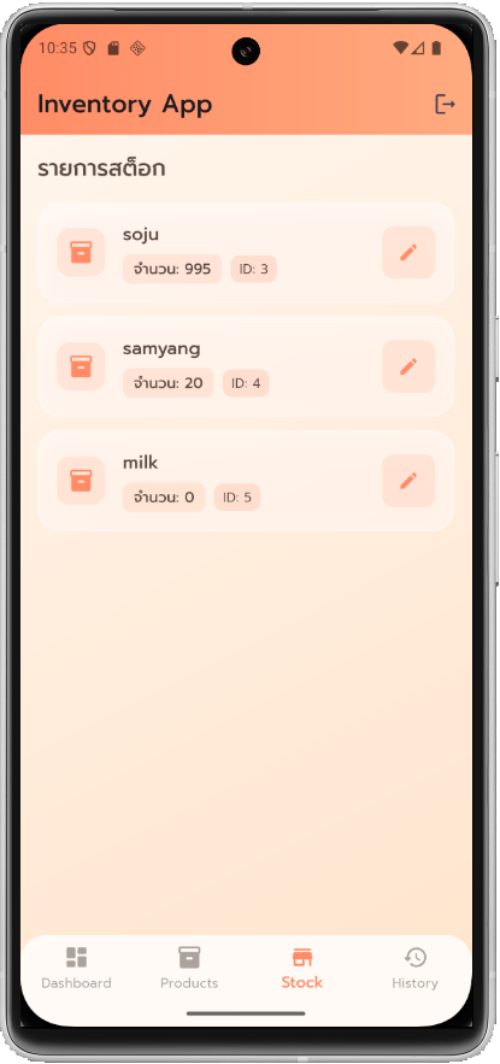 10:35
Inventory App
รายการสต็อก
soju
จำนวน: 995 ID: 3
samyang
จำนวน: 20 ID: 4
milk
จำนวน: 0 ID: 5
Dashboard Products Stock History